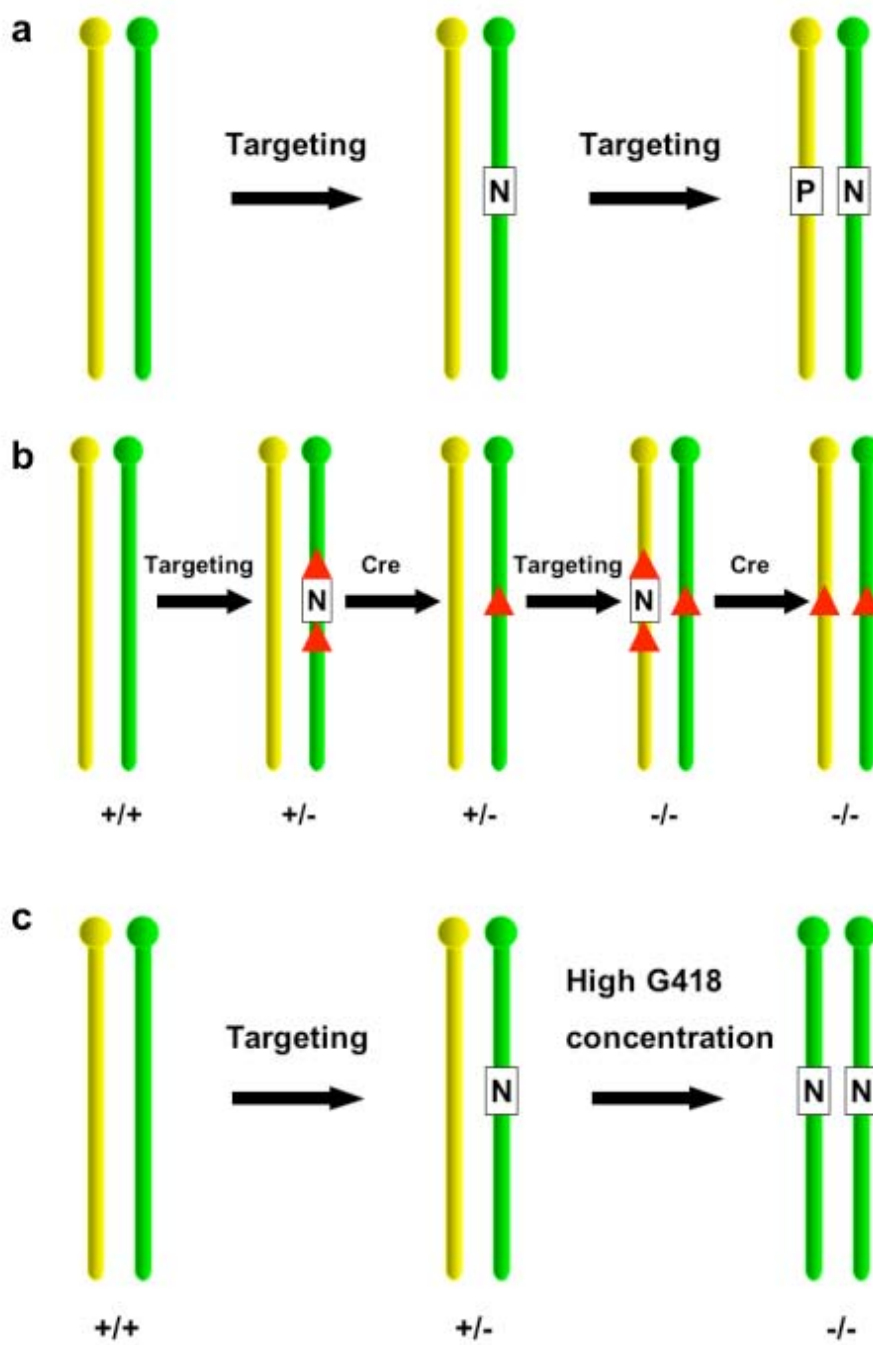 a
Targeting
Targeting
N
P
N
b
Targeting
Cre
Targeting
Cre
N
N
+/+
+/-
+/-
-/-
-/-
c
High G418
concentration
Targeting
N
N
N
+/+
+/-
-/-